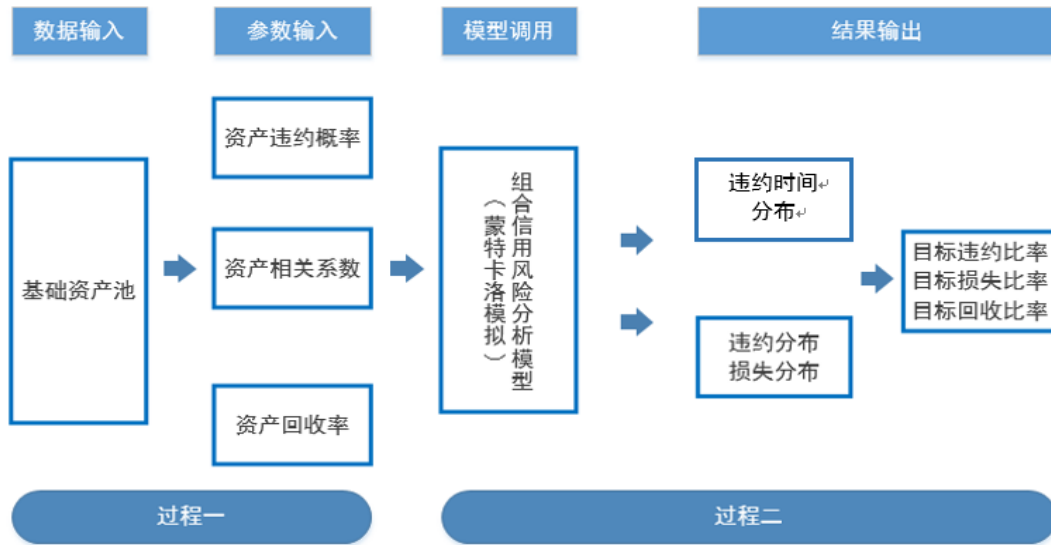 数据输入
参数输入
模型调用
结果输出
基础资产池
资产违约概率
资产相关系数
资产回收率
组合信用风险分析模型
（蒙特卡洛模拟）
违约时间
分布
违约分布
损失分布
目标违约比率
目标损失比率
目标回收比率
过程一
过程二